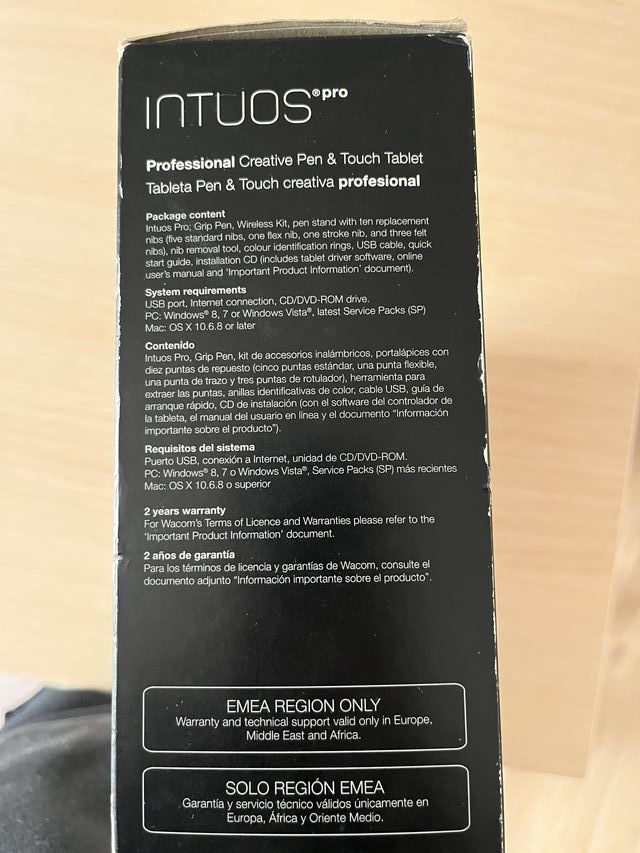 INTUOS® pro
Professional Creative Pen & Touch Tablet
Tableta Pen & Touch creativa profesional
Package content
Intuos Pro, Grip Pen, Wireless Kit, pen stand with ten replacement
nibs (five standard nibs, one flex nib, one stroke nib, and three felt
nibs), nib removal tool, colour identification rings, USB cable, quick
start guide, installation CD (includes tablet driver software, online
user's manual and 'Important Product Information' document).
System requirements
USB port, Internet connection, CD/DVD-ROM drive.
PC: Windows® 8, 7 or Windows Vista®, latest Service Packs (SP)
Mac: OS X 10.6.8 or later
Contenido
Intuos Pro, Grip Pen, kit de accesorios inalámbricos, portalápices con
diez puntas de repuesto (cinco puntas estándar, una punta flexible,
una punta de trazo y tres puntas de rotulador), herramienta para
extraer las puntas, anillas identificativas de color, cable USB, guía de
arranque rápido, CD de instalación (con el software del controlador de
la tableta, el manual del usuario en línea y el documento "Información
importante sobre el producto").
Requisitos del sistema
Puerto USB, conexión a Internet, unidad de CD/DVD-ROM.
PC: Windows® 8, 7 o Windows Vista®, Service Packs (SP) más recientes
Mac: OS X 10.6.8 o superior
2 years warranty
For Wacom's Terms of Licence and Warranties please refer to the
'Important Product Information' document.
2 años de garantía
Para los términos de licencia y garantías de Wacom, consulte el
documento adjunto "Información importante sobre el producto".
EMEA REGION ONLY
Warranty and technical support valid only in Europe,
Middle East and Africa.
SOLO REGIÓN EMEA
Garantía y servicio técnico válidos únicamente en
Europa, África y Oriente Medio.